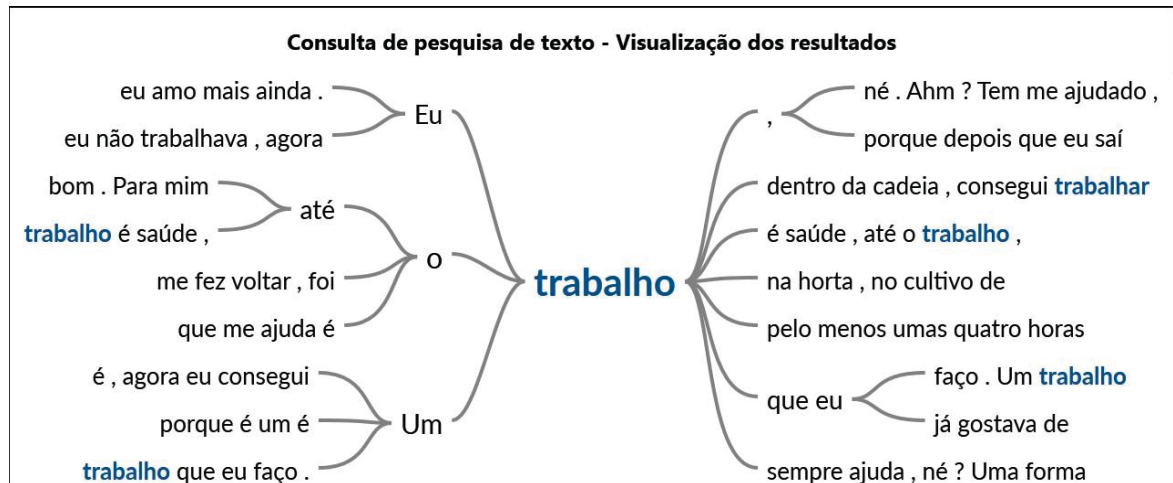 Consulta de pesquisa de texto - Visualização dos resultados
eu amo mais ainda .
eu não trabalhava , agora
Eu
bom . Para mim
trabalho é saúde ,
até
me fez voltar , foi
que me ajuda é
o
é , agora eu consegui
porque é um é
trabalho que eu faço .
Um
trabalho
,
né . Ahm ? Tem me ajudado ,
porque depois que eu saí
dentro da cadeia , consegui trabalhar
é saúde , até o trabalho ,
na horta , no cultivo de
pelo menos umas quatro horas
que eu
faço . Um trabalho
já gostava de
sempre ajuda , né ? Uma forma